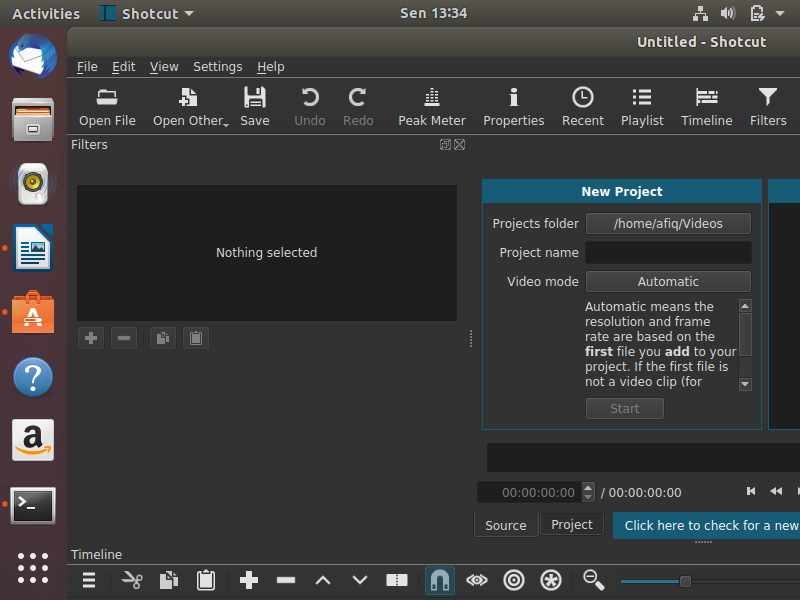 Activities Shotcut Sen 13:34
Untitled - Shotcut
File Edit View Settings Help
Open File Open Other Save Undo Redo Peak Meter Properties Recent Playlist Timeline Filters
Filters
Nothing selected
New Project
Projects folder /home/afiq/Videos
Project name
Video mode Automatic
Automatic means the
resolution and frame
rate are based on the
first file you add to your
project. If the first file is
not a video clip (for
Start
00:00:00:00 / 00:00:00:00
Source Project Click here to check for a new
Timeline